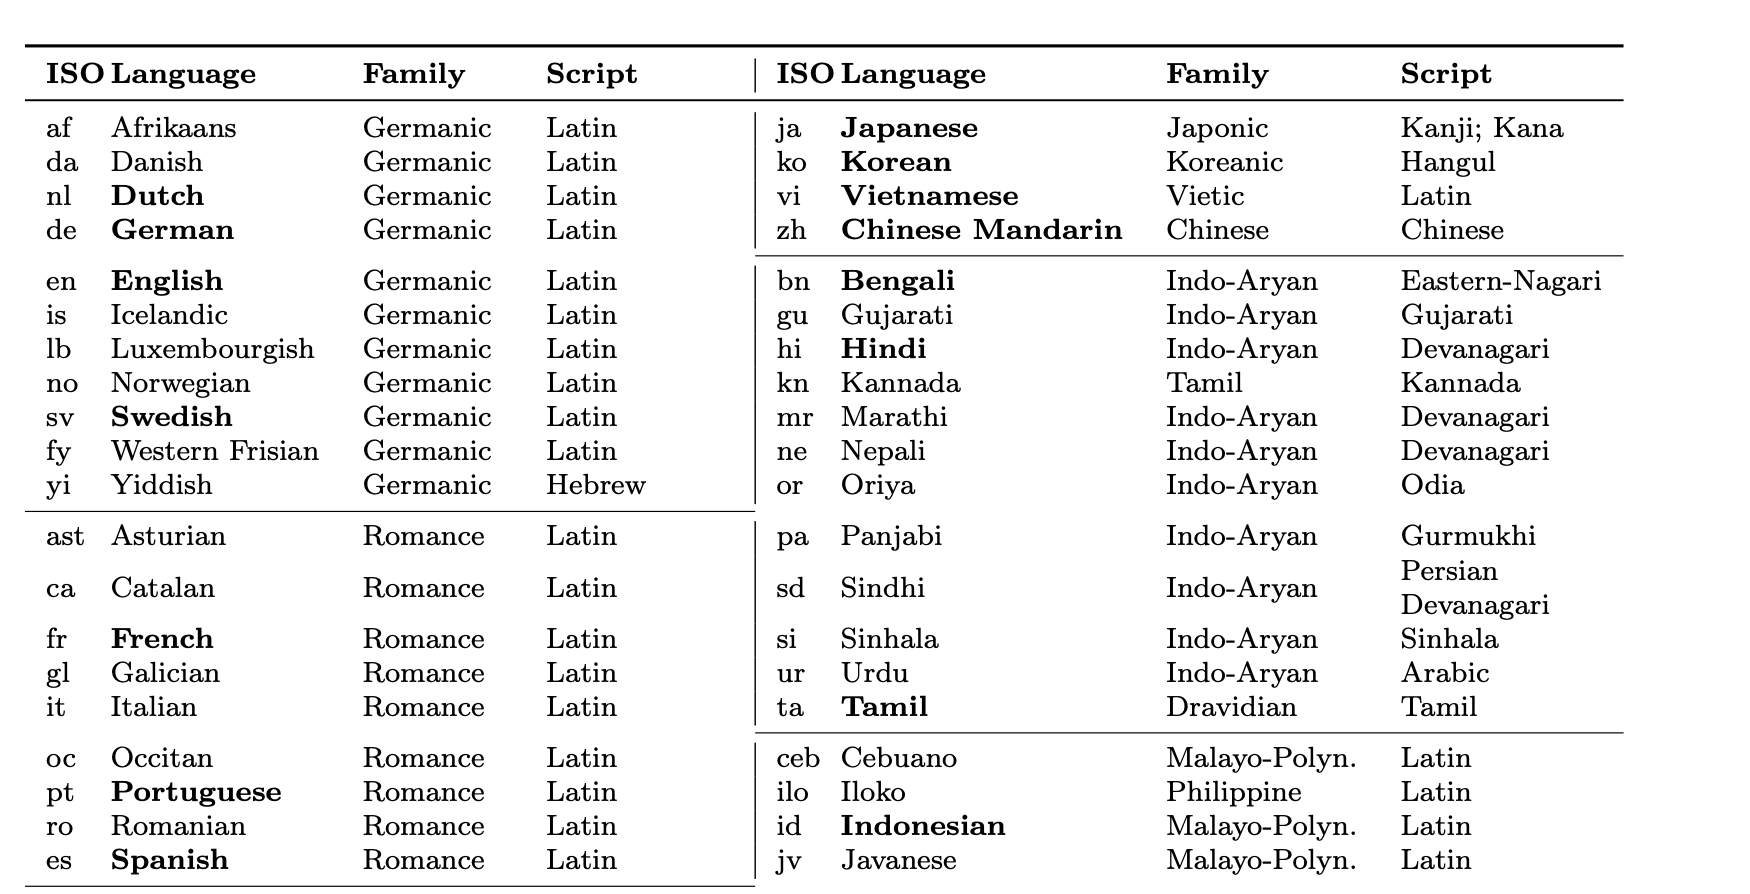 ISO Language Family Script ISO Language Family Script
af Afrikaans Germanic Latin ja Japanese Japonic Kanji; Kana
da Danish Germanic Latin ko Korean Koreanic Hangul
nl Dutch Germanic Latin vi Vietnamese Vietic Latin
de German Germanic Latin zh Chinese Mandarin Chinese Chinese
en English Germanic Latin bn Bengali Indo-Aryan Eastern-Nagari
is Icelandic Germanic Latin gu Gujarati Indo-Aryan Gujarati
lb Luxembourgish Germanic Latin hi Hindi Indo-Aryan Devanagari
no Norwegian Germanic Latin kn Kannada Tamil Kannada
sv Swedish Germanic Latin mr Marathi Indo-Aryan Devanagari
fy Western Frisian Germanic Latin ne Nepali Indo-Aryan Devanagari
yi Yiddish Germanic Hebrew or Oriya Indo-Aryan Odia
ast Asturian Romance Latin pa Panjabi Indo-Aryan Gurmukhi
ca Catalan Romance Latin sd Sindhi Indo-Aryan Persian
Devanagari
fr French Romance Latin si Sinhala Indo-Aryan Sinhala
gl Galician Romance Latin ur Urdu Indo-Aryan Arabic
it Italian Romance Latin ta Tamil Dravidian Tamil
oc Occitan Romance Latin ceb Cebuano Malayo-Polyn. Latin
pt Portuguese Romance Latin ilo Iloko Philippine Latin
ro Romanian Romance Latin id Indonesian Malayo-Polyn. Latin
es Spanish Romance Latin jv Javanese Malayo-Polyn. Latin